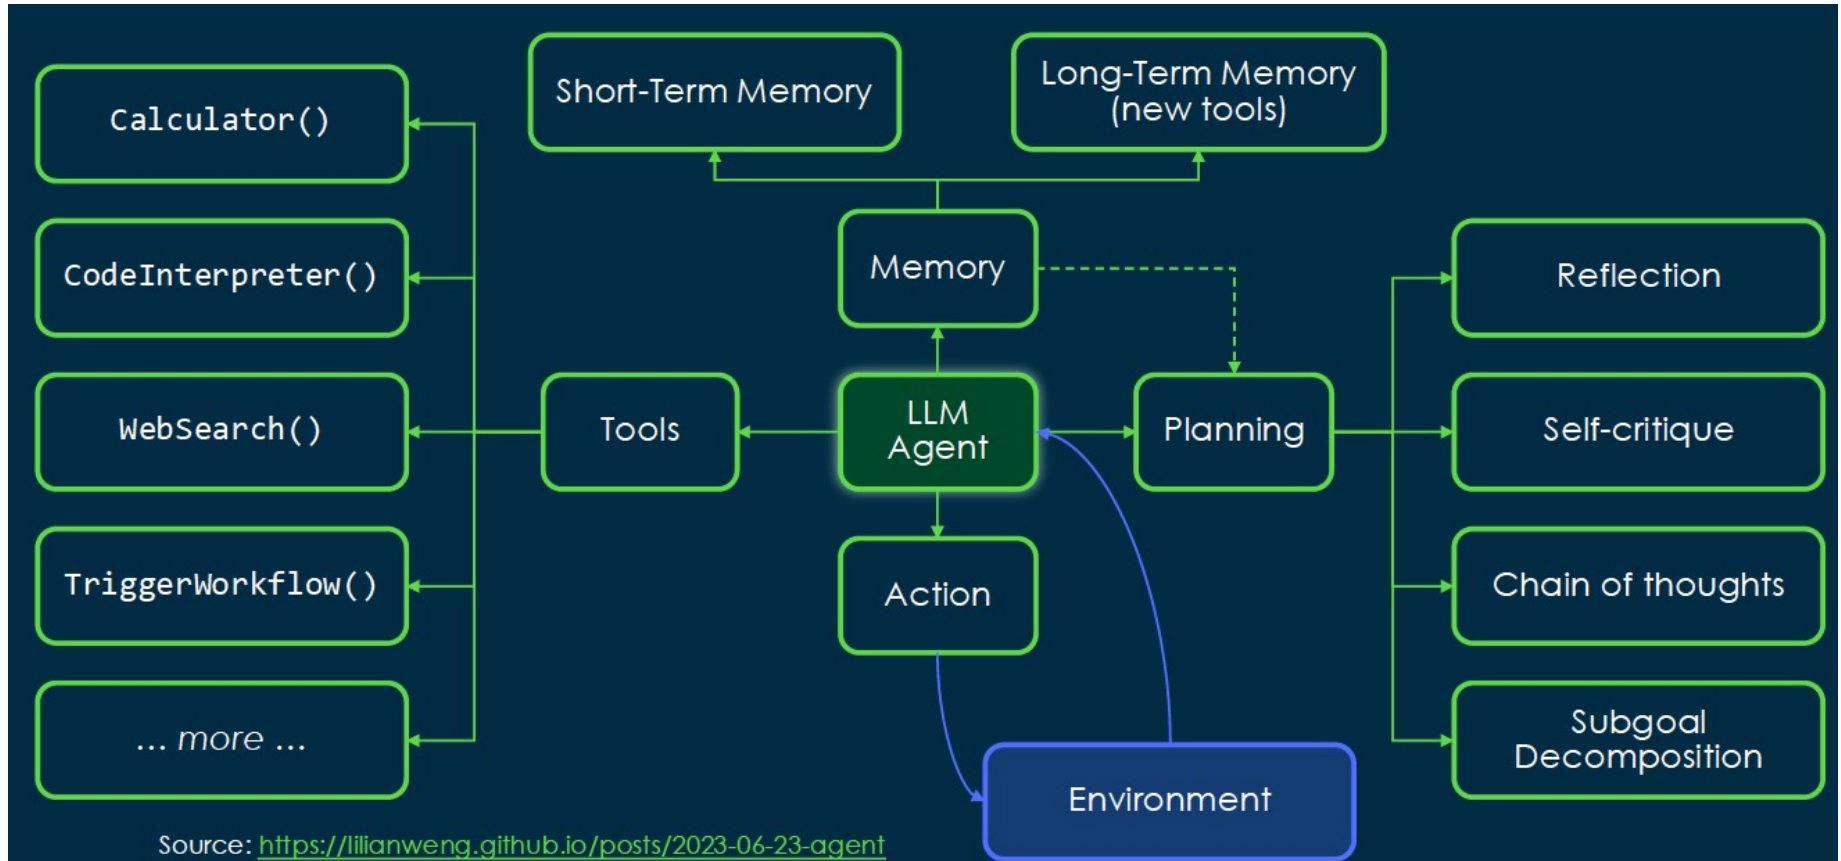 Short-Term Memory
Long-Term Memory
(new tools)
Calculator()
CodeInterpreter()
Memory
Reflection
WebSearch()
Tools
LLM
Agent
Planning
Self-critique
TriggerWorkflow()
Action
Chain of thoughts
... more ...
Subgoal
Decomposition
Environment
Source: https://lilianweng.github.io/posts/2023-06-23-agent